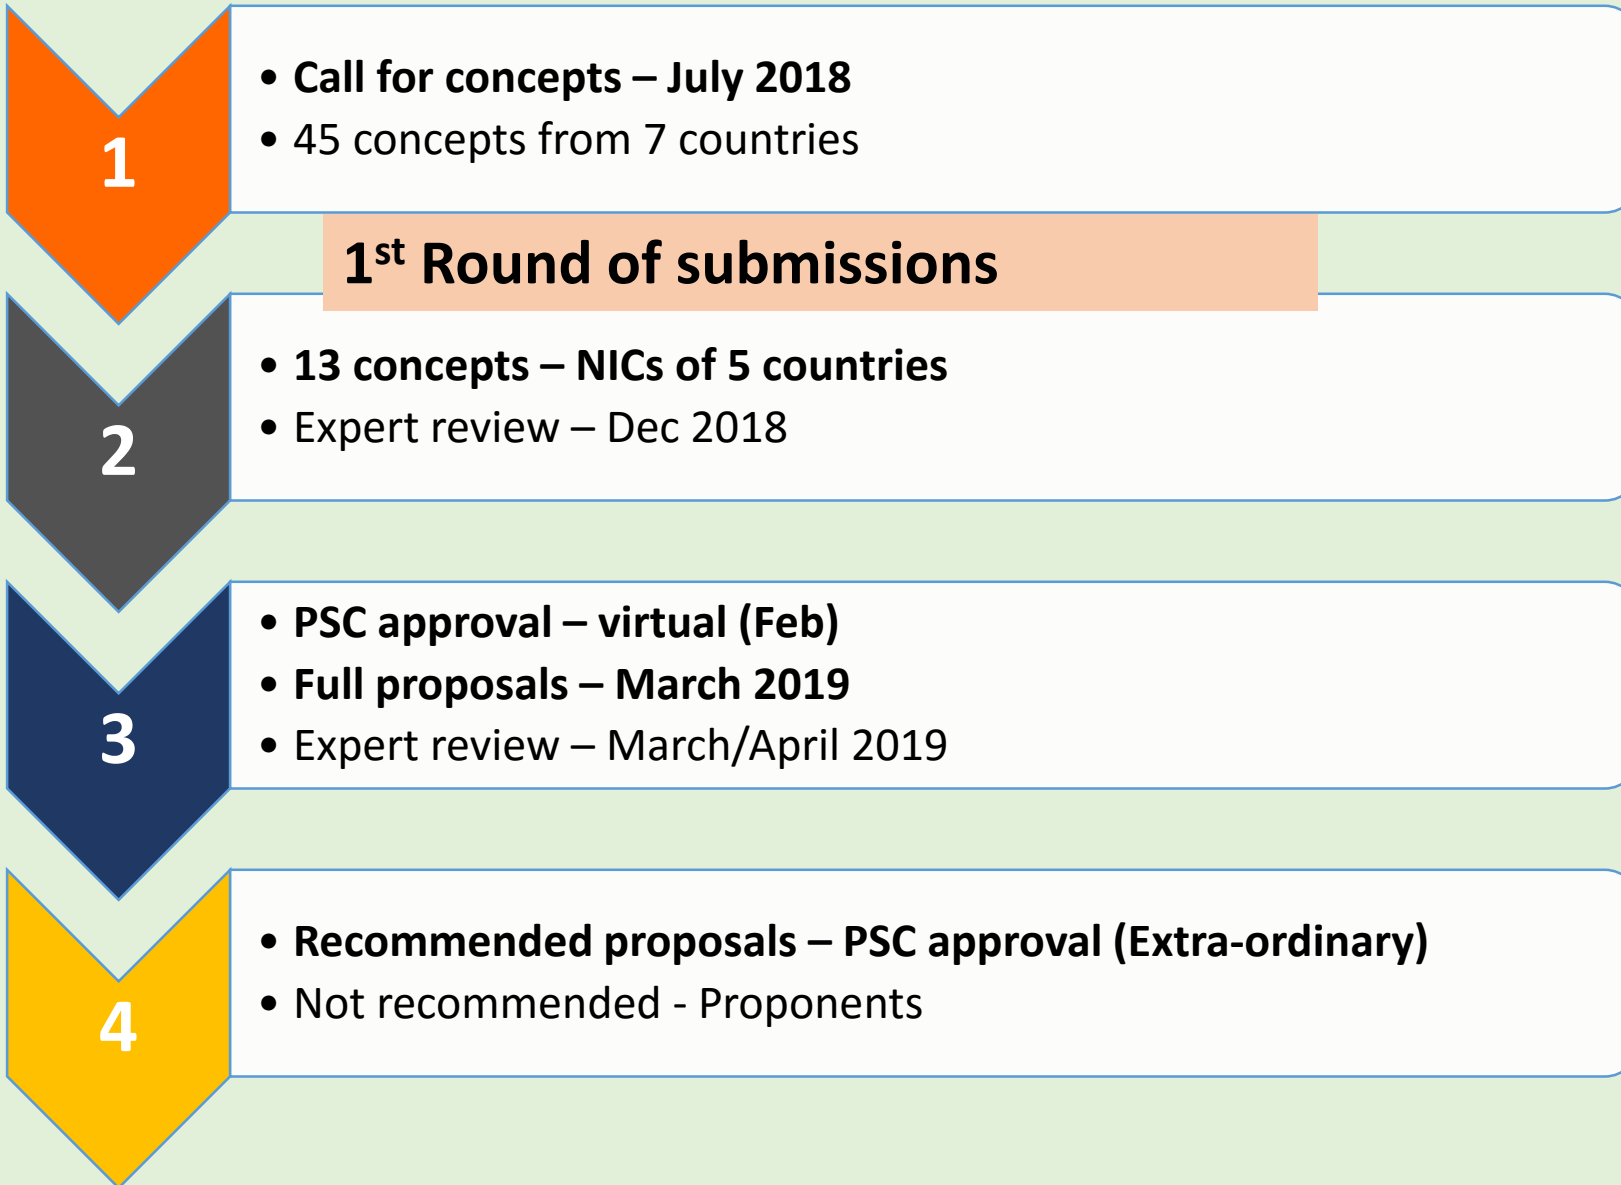 1
• Call for concepts – July 2018
• 45 concepts from 7 countries
1st Round of submissions
2
• 13 concepts – NICs of 5 countries
• Expert review – Dec 2018
3
• PSC approval – virtual (Feb)
• Full proposals – March 2019
• Expert review – March/April 2019
4
• Recommended proposals – PSC approval (Extra-ordinary)
• Not recommended - Proponents